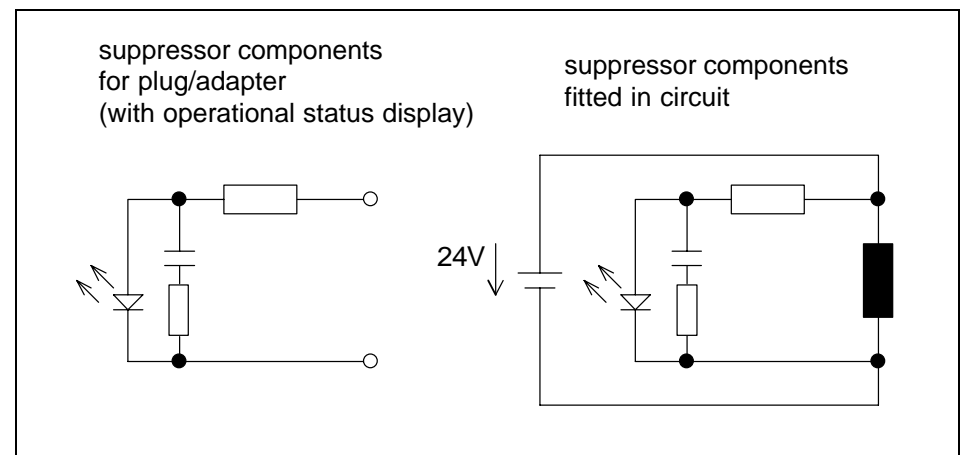 suppressor components
for plug/adapter
(with operational status display)
suppressor components
fitted in circuit
24V